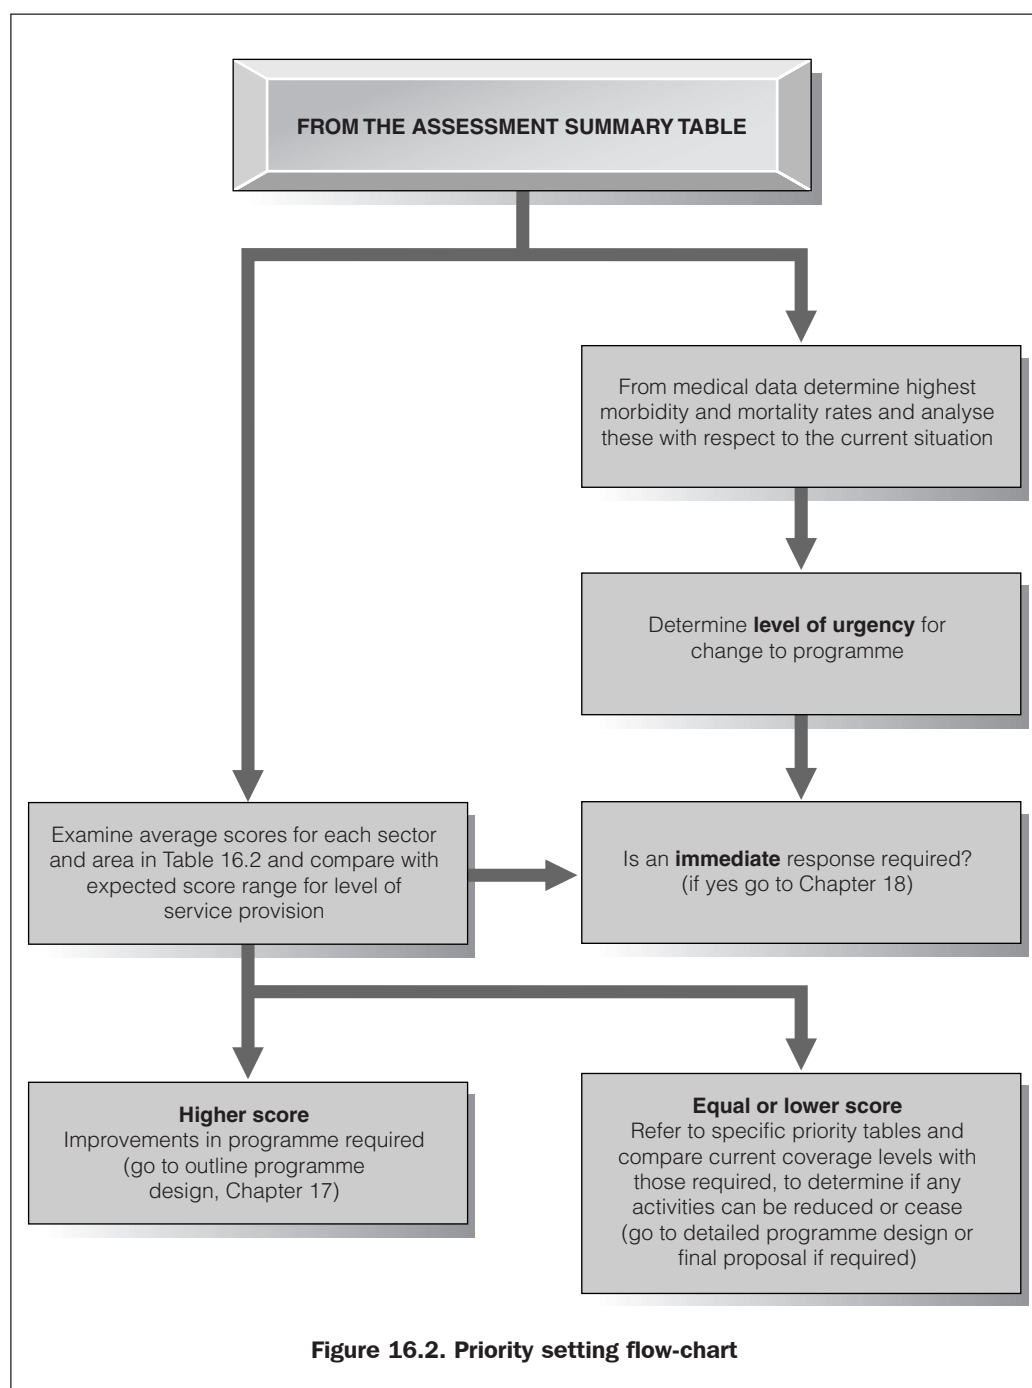 FROM THE ASSESSMENT SUMMARY TABLE
From medical data determine highest
morbidity and mortality rates and analyse
these with respect to the current situation
Determine level of urgency for
change to programme
Examine average scores for each sector
and area in Table 16.2 and compare with
expected score range for level of
service provision
Is an immediate response required?
(if yes go to Chapter 18)
Higher score
Improvements in programme required
(go to outline programme
design, Chapter 17)
Equal or lower score
Refer to specific priority tables and
compare current coverage levels with
those required, to determine if any
activities can be reduced or cease
(go to detailed programme design or
final proposal if required)
Figure 16.2. Priority setting flow-chart